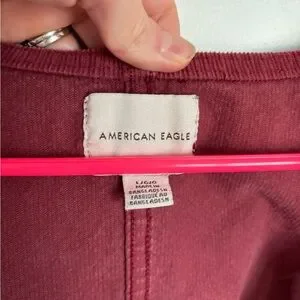 AMERICAN EAGLE
L/G/G
MADE IN
BANGLADESH
FABRIQUÉ AU
BANGLADESH